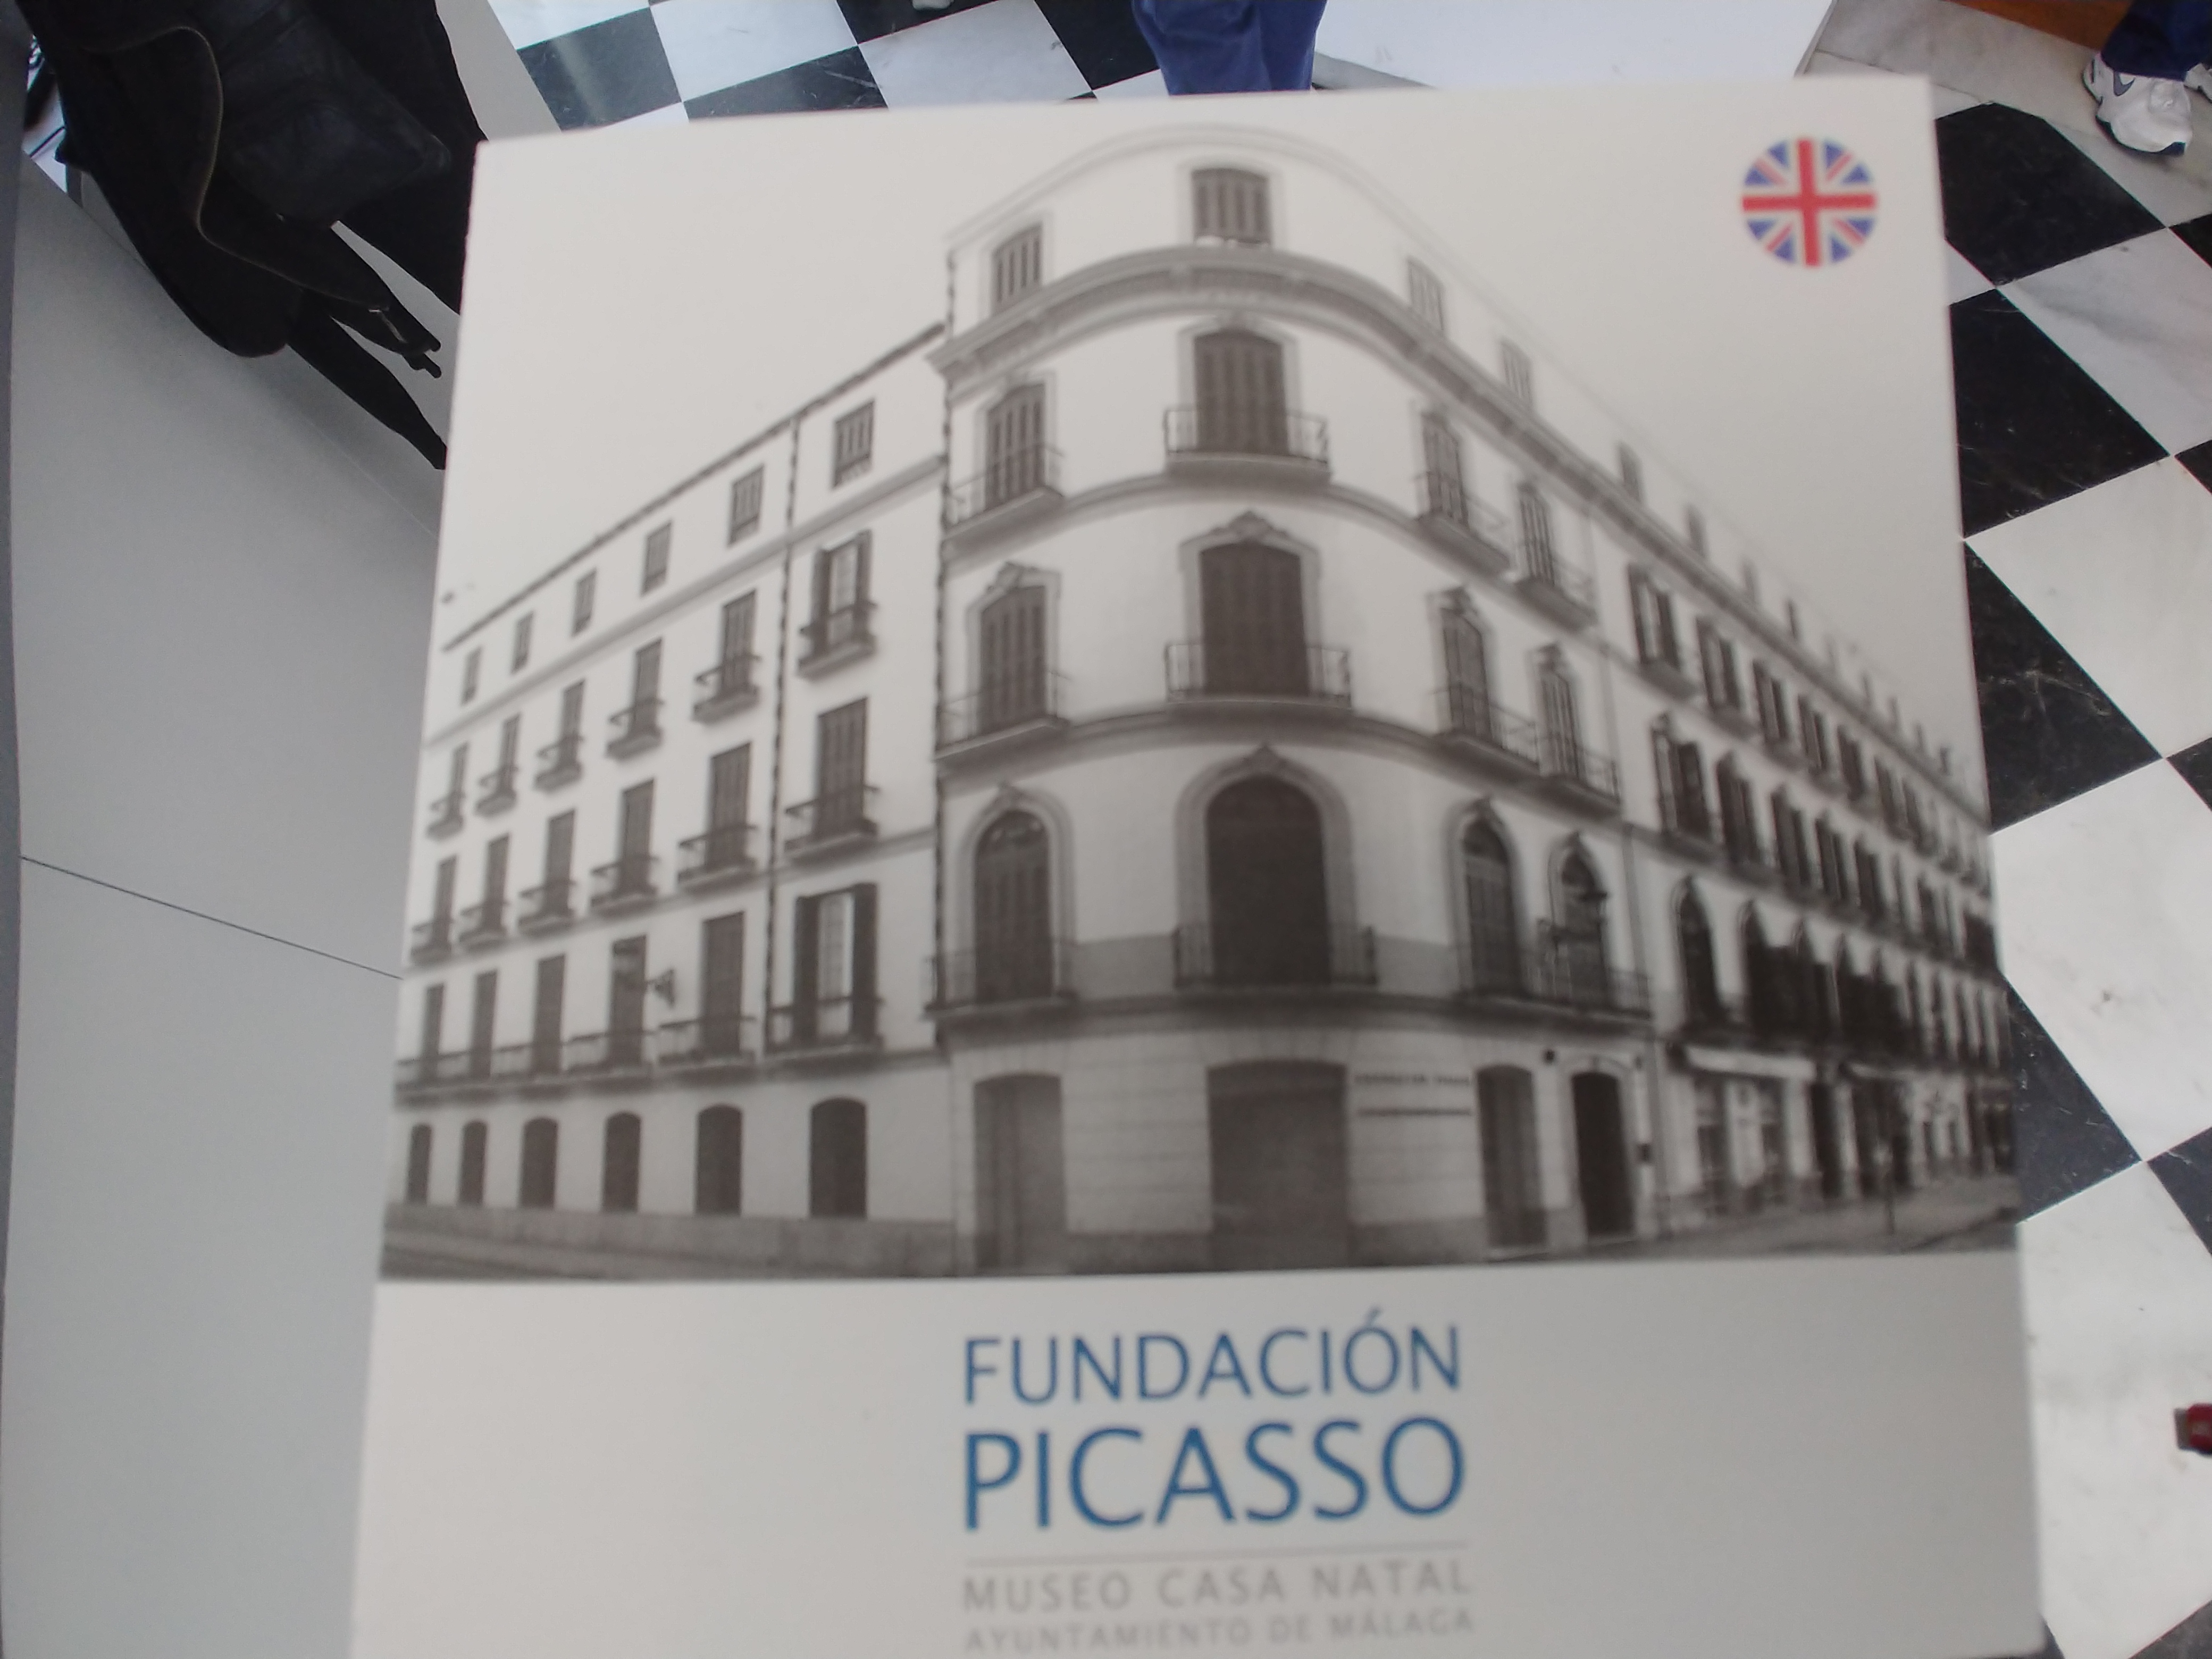 FUNDACIÓN
PICASSO
MUSEO CASA NATAL
AYUNTAMIENTO DE MÁLAGA